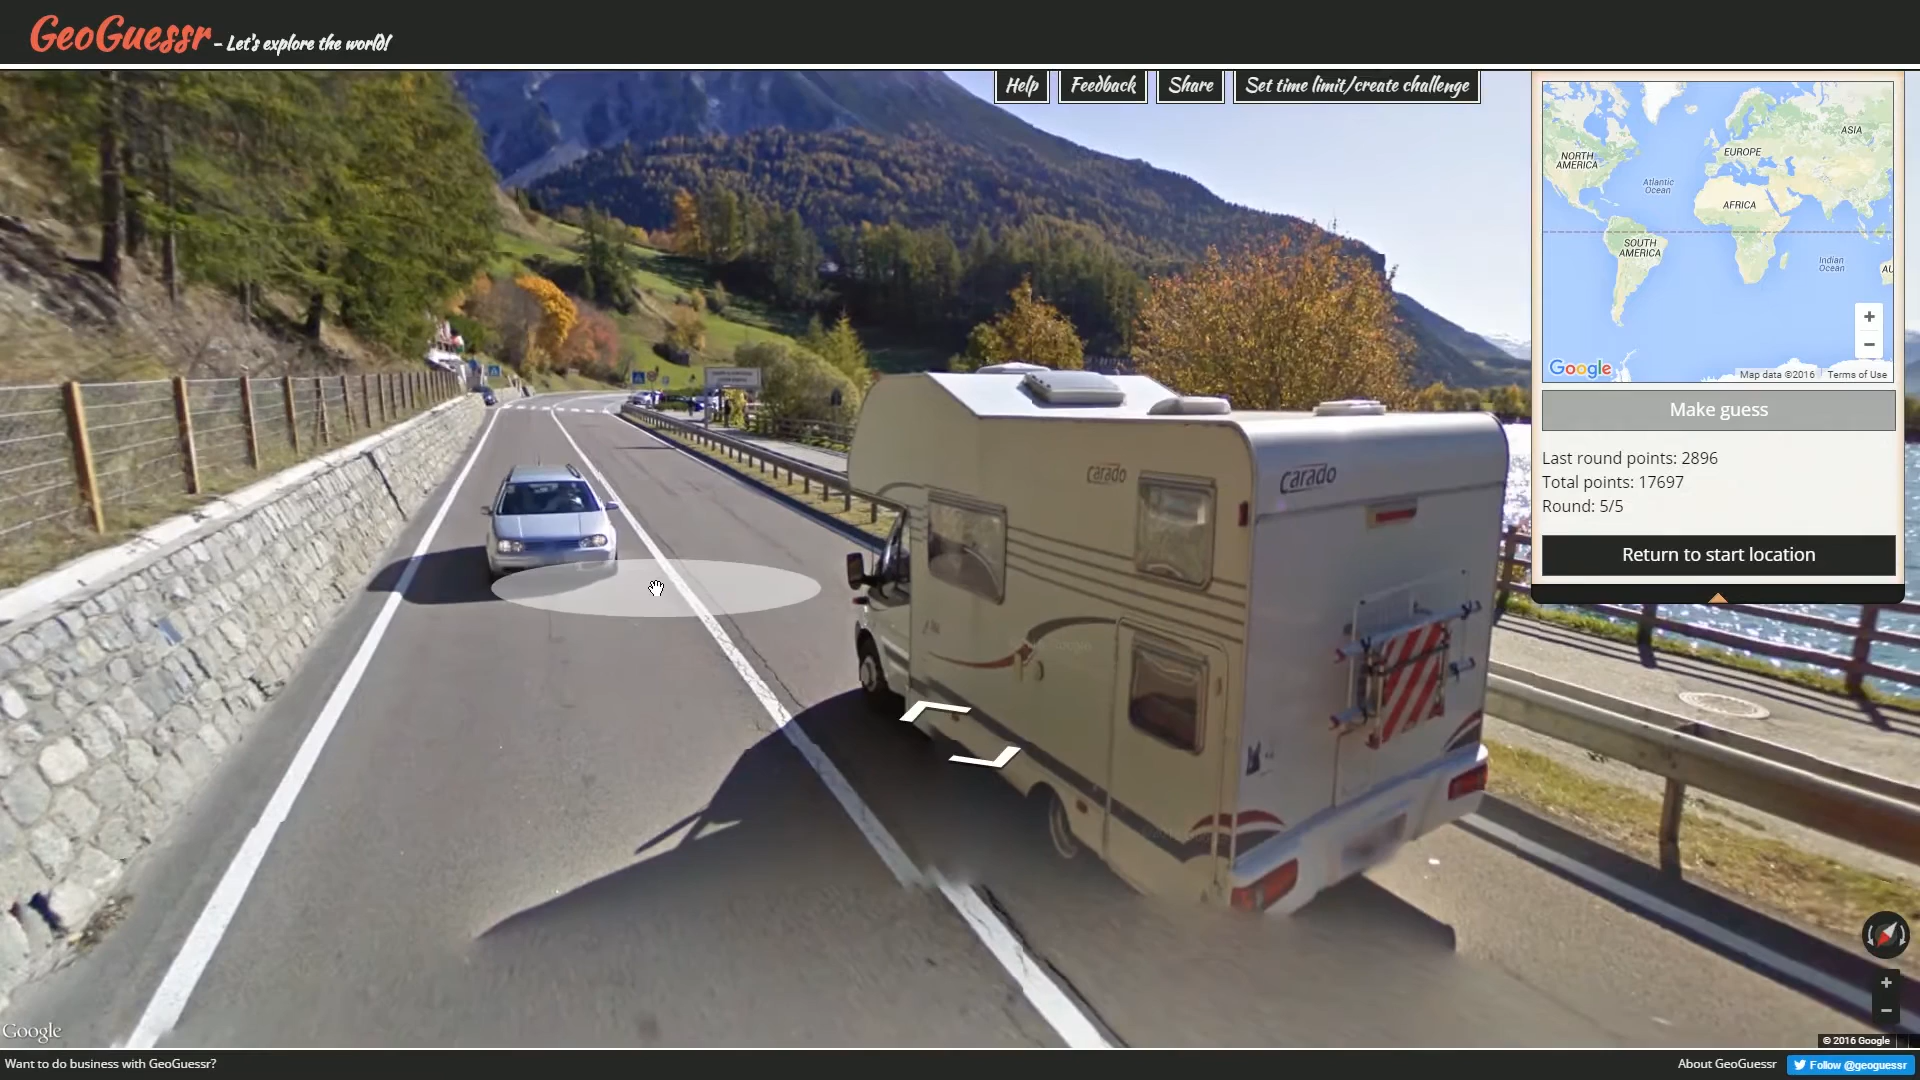 GeoGuessr - Let's explore the world!
Help
Feedback
Share
Set time limit/create challenge
NORTH AMERICA
EUROPE
ASIA
Atlantic Ocean
AFRICA
SOUTH AMERICA
Indian Ocean
AU
+
−
Google
Map data ©2016
Terms of Use
Make guess
Last round points: 2896
Total points: 17697
Round: 5/5
Return to start location
carado
carado
+
−
Google
© 2016 Google
Want to do business with GeoGuessr?
About GeoGuessr
Follow @geoguessr